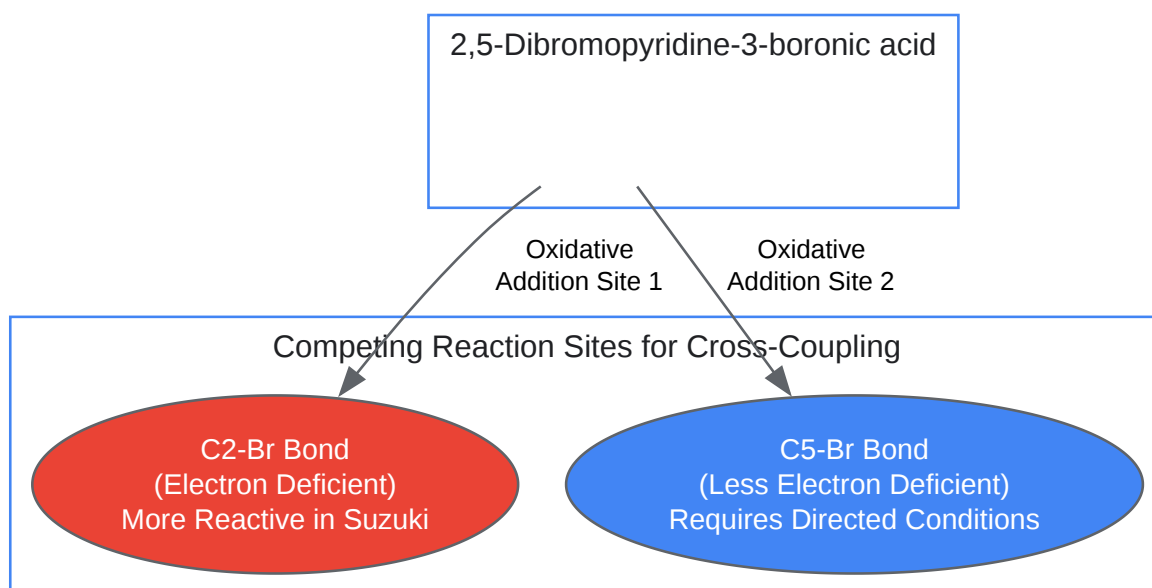 2,5-Dibromopyridine-3-boronic acid
Oxidative
Addition Site 1
Oxidative
Addition Site 2
Competing Reaction Sites for Cross-Coupling
C2-Br Bond
(Electron Deficient)
More Reactive in Suzuki
C5-Br Bond
(Less Electron Deficient)
Requires Directed Conditions